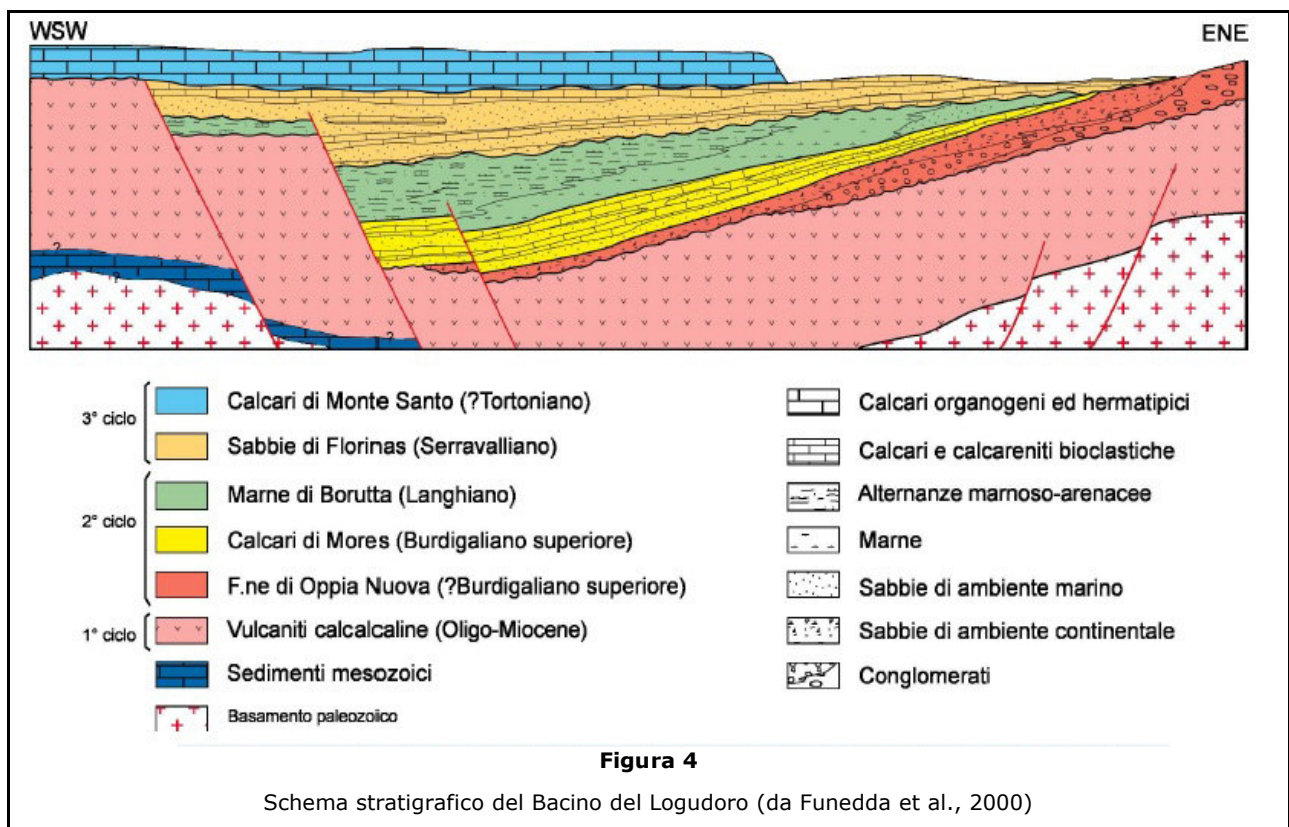 WSW
ENE
?
?
?
3° ciclo
Calcari di Monte Santo (?Tortoniano)
Sabbie di Florinas (Serravalliano)
2° ciclo
Marne di Borutta (Langhiano)
Calcari di Mores (Burdigaliano superiore)
F.ne di Oppia Nuova (?Burdigaliano superiore)
1° ciclo
Vulcaniti calcalcaline (Oligo-Miocene)
Sedimenti mesozoici
Basamento paleozolico
Calcari organogeni ed hermatipici
Calcari e calcareniti bioclastiche
Alternanze marnoso-arenacee
Marne
Sabbie di ambiente marino
Sabbie di ambiente continentale
Conglomerati
Figura 4
Schema stratigrafico del Bacino del Logudoro (da Funedda et al., 2000)